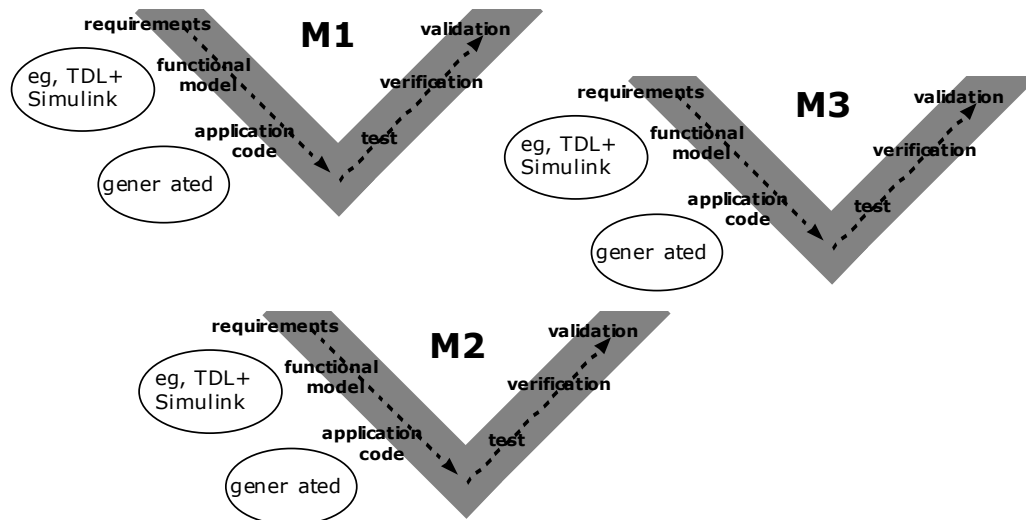 requirements
M1
validation
eg, TDL+
Simulink
functional
model
verification
application
code
test
gener ated
requirements
M3
validation
eg, TDL+
Simulink
functional
model
verification
application
code
test
gener ated
requirements
M2
validation
eg, TDL+
Simulink
functional
model
verification
application
code
test
gener ated